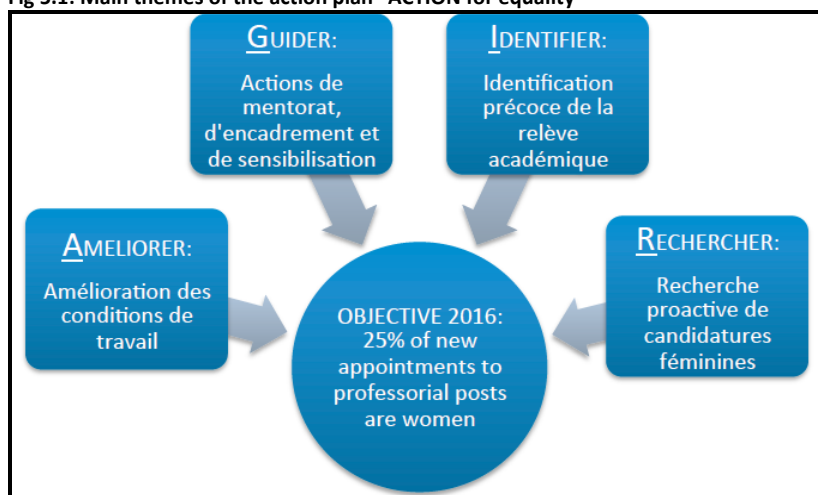 Fig 5.1: Main themes of the action plan "ACTION for equality"
GUIDER:
Actions de
mentorat,
d'encadrement et
de sensibilisation
IDENTIFIER:
Identification
précoce de la
relève
académique
AMELIORER:
Amélioration des
conditions de
travail
RECHERCHER:
Recherche
proactive de
candidatures
féminines
OBJECTIVE 2016:
25% of new
appointments to
professorial posts
are women